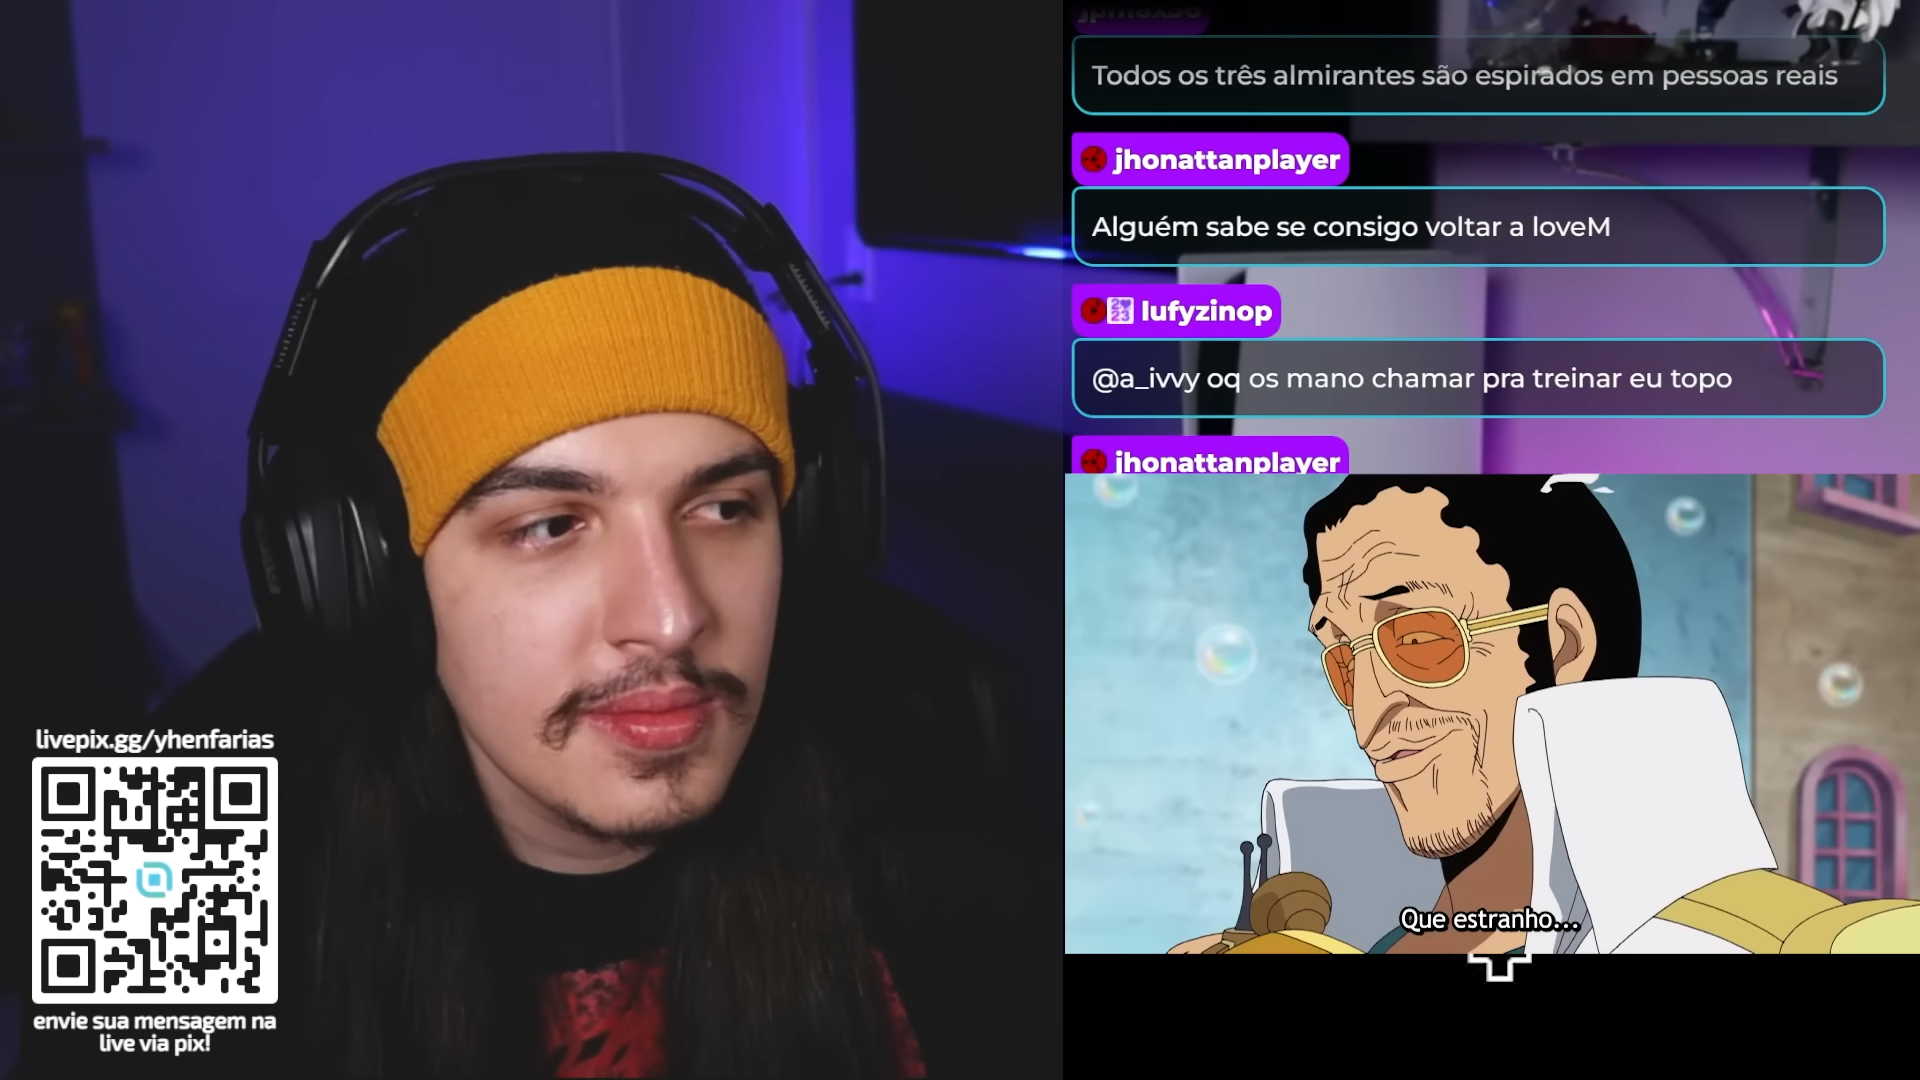 Todos os três almirantes são espirados em pessoas reais
jhonattanplayer
Alguém sabe se consigo voltar a loveM
lufyzinop
@a_ivvy oq os mano chamar pra treinar eu topo
jhonattanplayer
Que estranho...
livepix.gg/yhenfarias
envie sua mensagem na
live via pix!